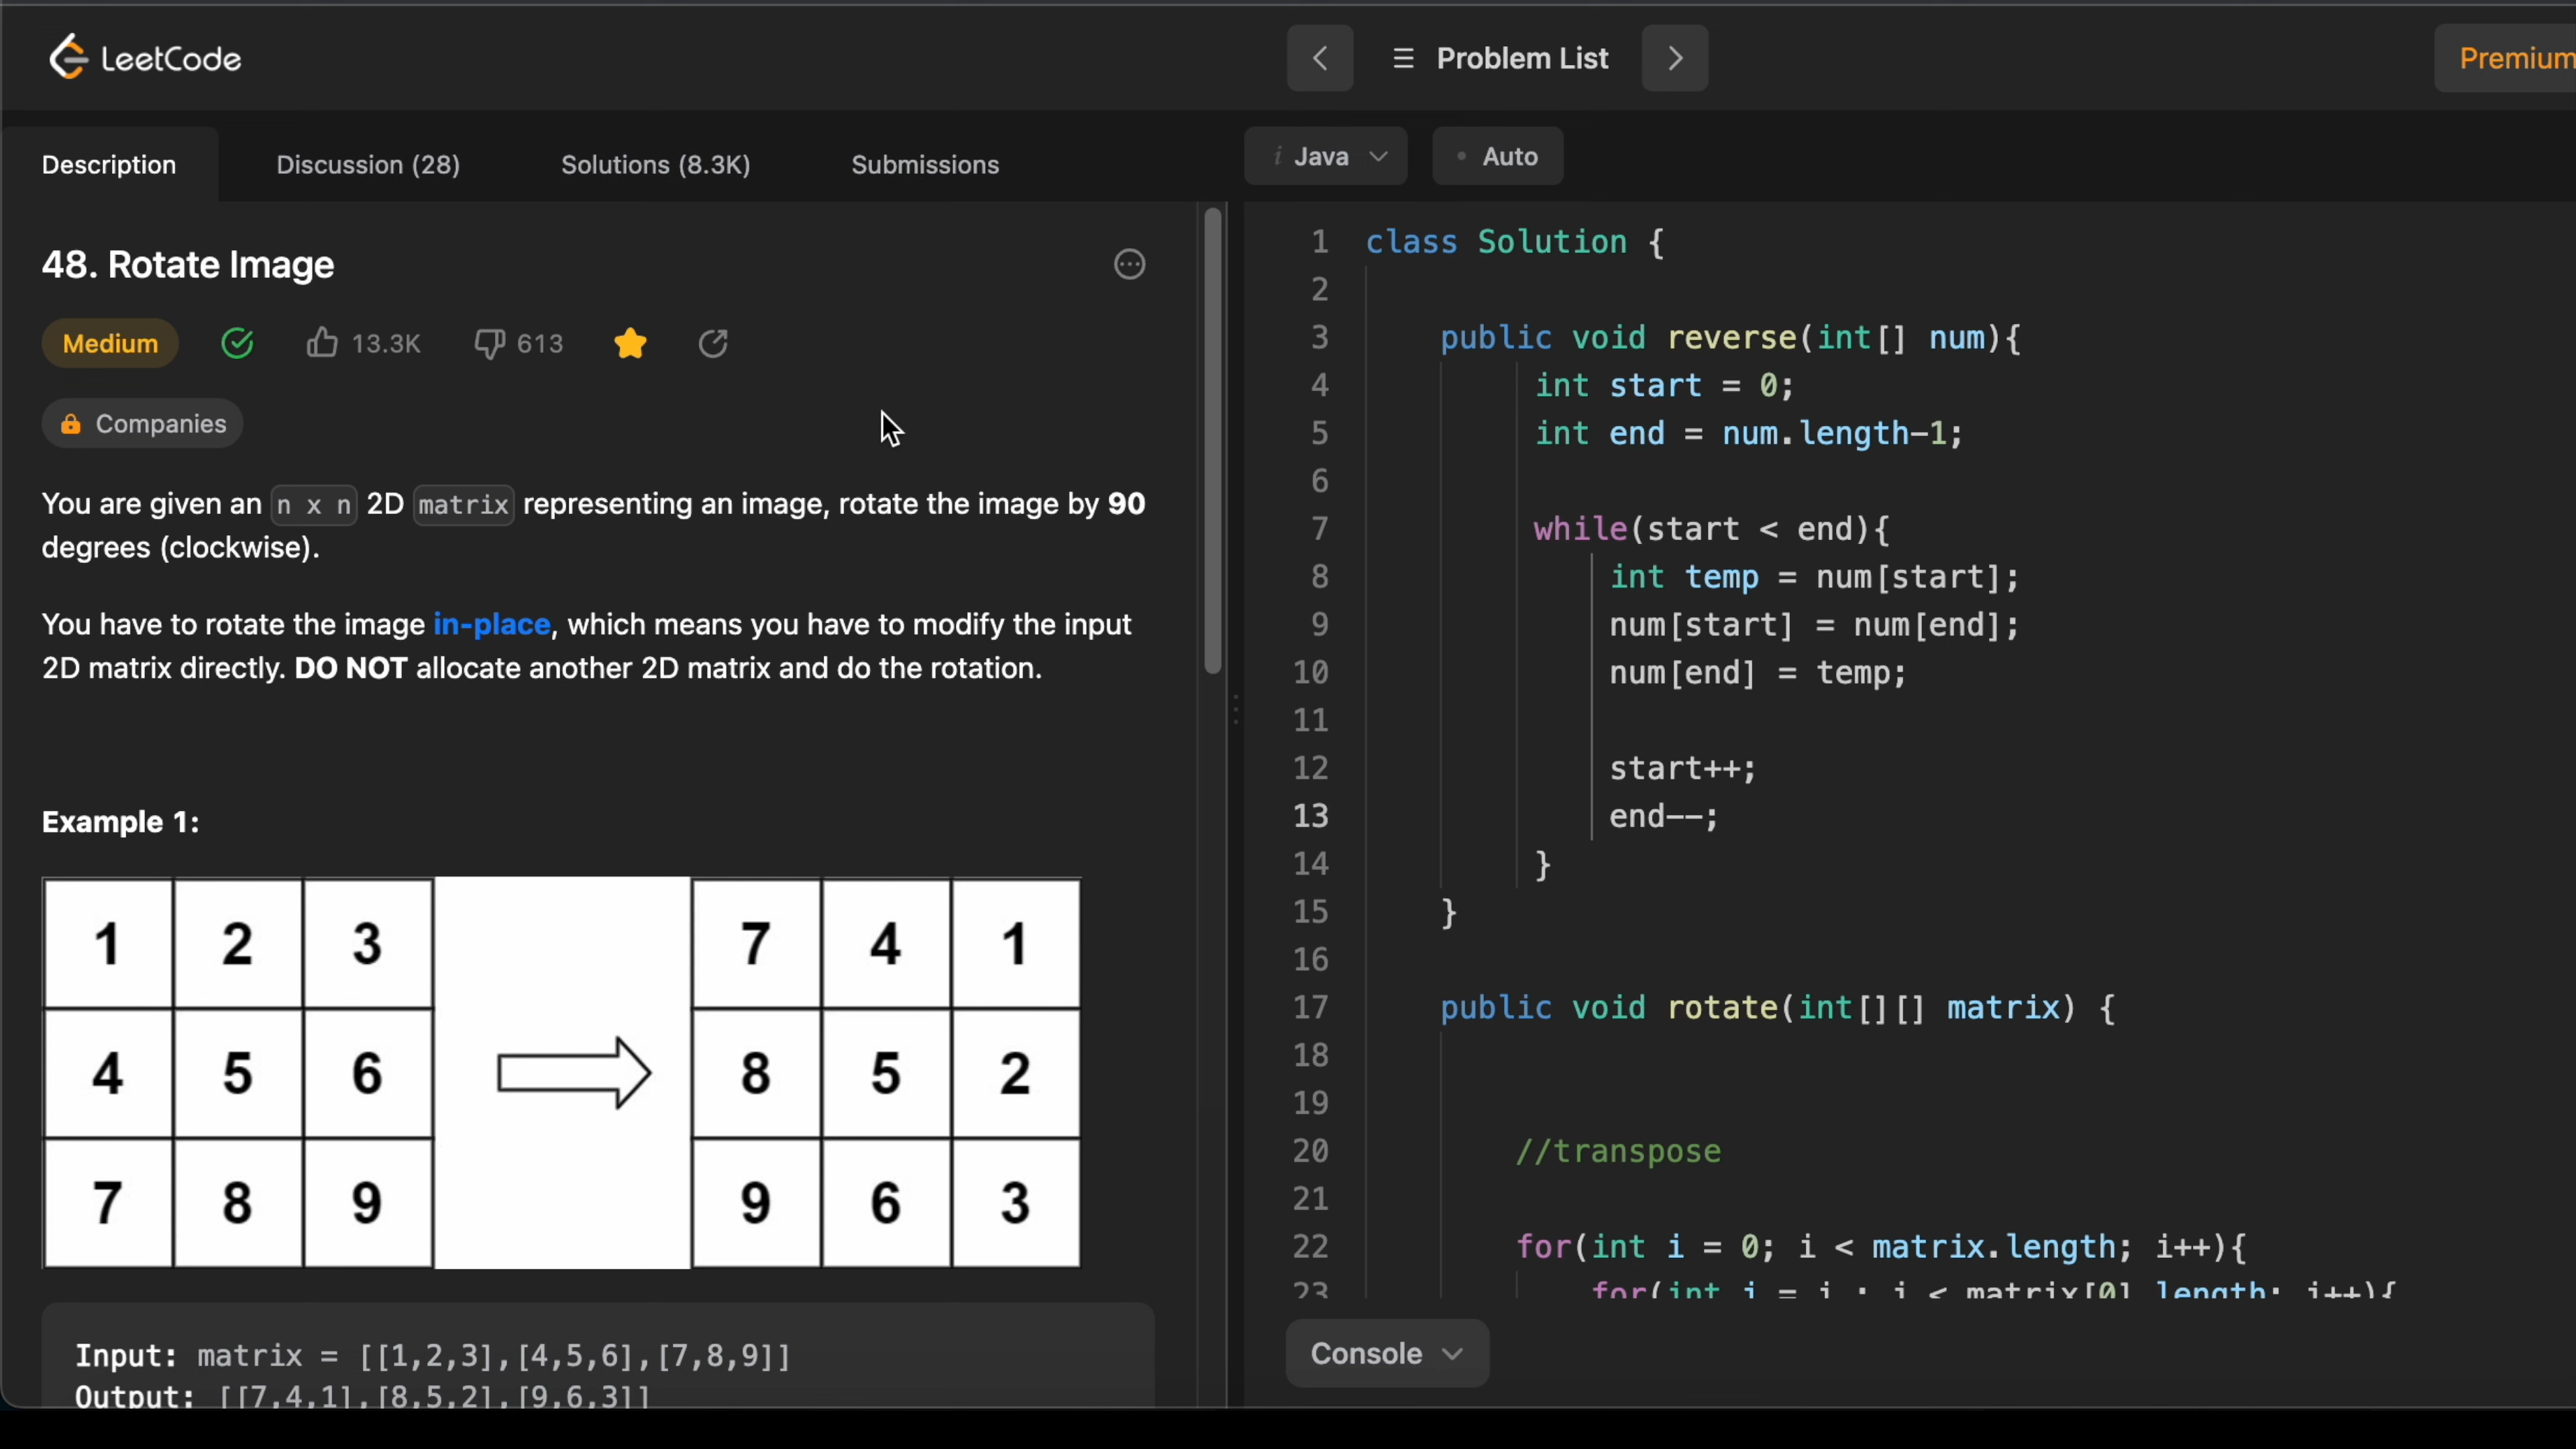 LeetCode
Problem List
Premium
Description
Discussion (28)
Solutions (8.3K)
Submissions
i Java
• Auto
48. Rotate Image
Medium
13.3K
613
Companies
You are given an n x n 2D matrix representing an image, rotate the image by 90
degrees (clockwise).
You have to rotate the image in-place, which means you have to modify the input
2D matrix directly. DO NOT allocate another 2D matrix and do the rotation.
Example 1:
1 2 3
7 4 1
4 5 6
8 5 2
7 8 9
9 6 3
Input: matrix = [[1,2,3],[4,5,6],[7,8,9]]
Output: [[7,4,1],[8,5,2],[9,6,3]]
1 class Solution {
2
3 public void reverse(int[] num){
4 int start = 0;
5 int end = num.length-1;
6
7 while(start < end){
8 int temp = num[start];
9 num[start] = num[end];
10 num[end] = temp;
11
12 start++;
13 end--;
14 }
15 }
16
17 public void rotate(int[][] matrix) {
18
19
20 //transpose
21
22 for(int i = 0; i < matrix.length; i++){
23 for(int
Console